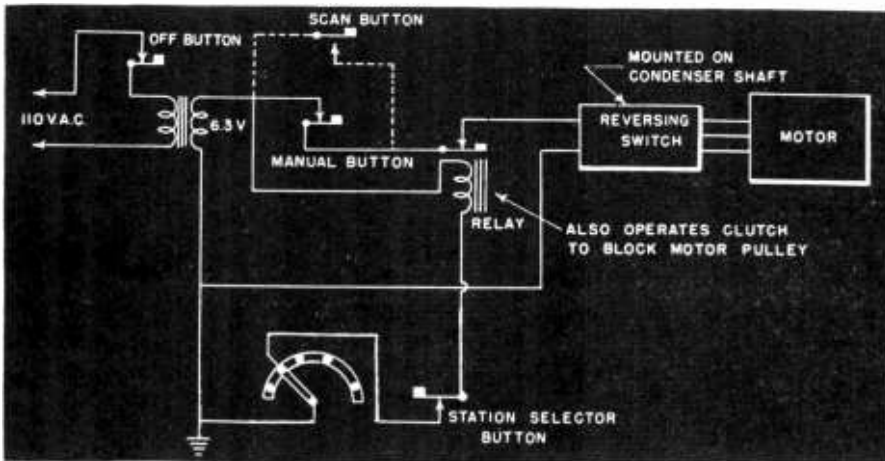 SCAN BUTTON
OFF BUTTON
MOUNTED ON
CONDENSER SHAFT
110 V. A.C.
6.3 V
REVERSING
SWITCH
MOTOR
MANUAL BUTTON
RELAY
ALSO OPERATES CLUTCH
TO BLOCK MOTOR PULLEY
STATION SELECTOR
BUTTON